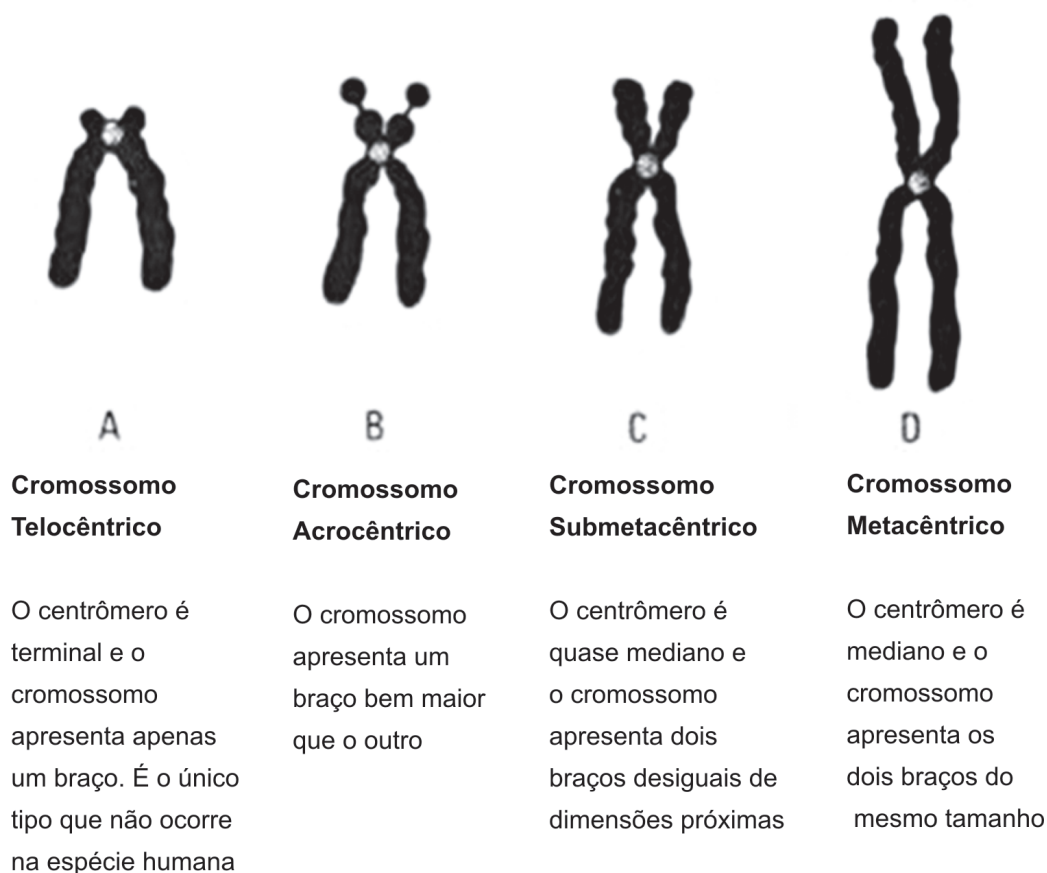 A
B
C
D
Cromossomo
Telocêntrico
O centrômero é
terminal e o
cromossomo
apresenta apenas
um braço. É o único
tipo que não ocorre
na espécie humana
Cromossomo
Acrocêntrico
O cromossomo
apresenta um
braço bem maior
que o outro
Cromossomo
Submetacêntrico
O centrômero é
quase mediano e
o cromossomo
apresenta dois
braços desiguais de
dimensões próximas
Cromossomo
Metacêntrico
O centrômero é
mediano e o
cromossomo
apresenta os
dois braços do
mesmo tamanho